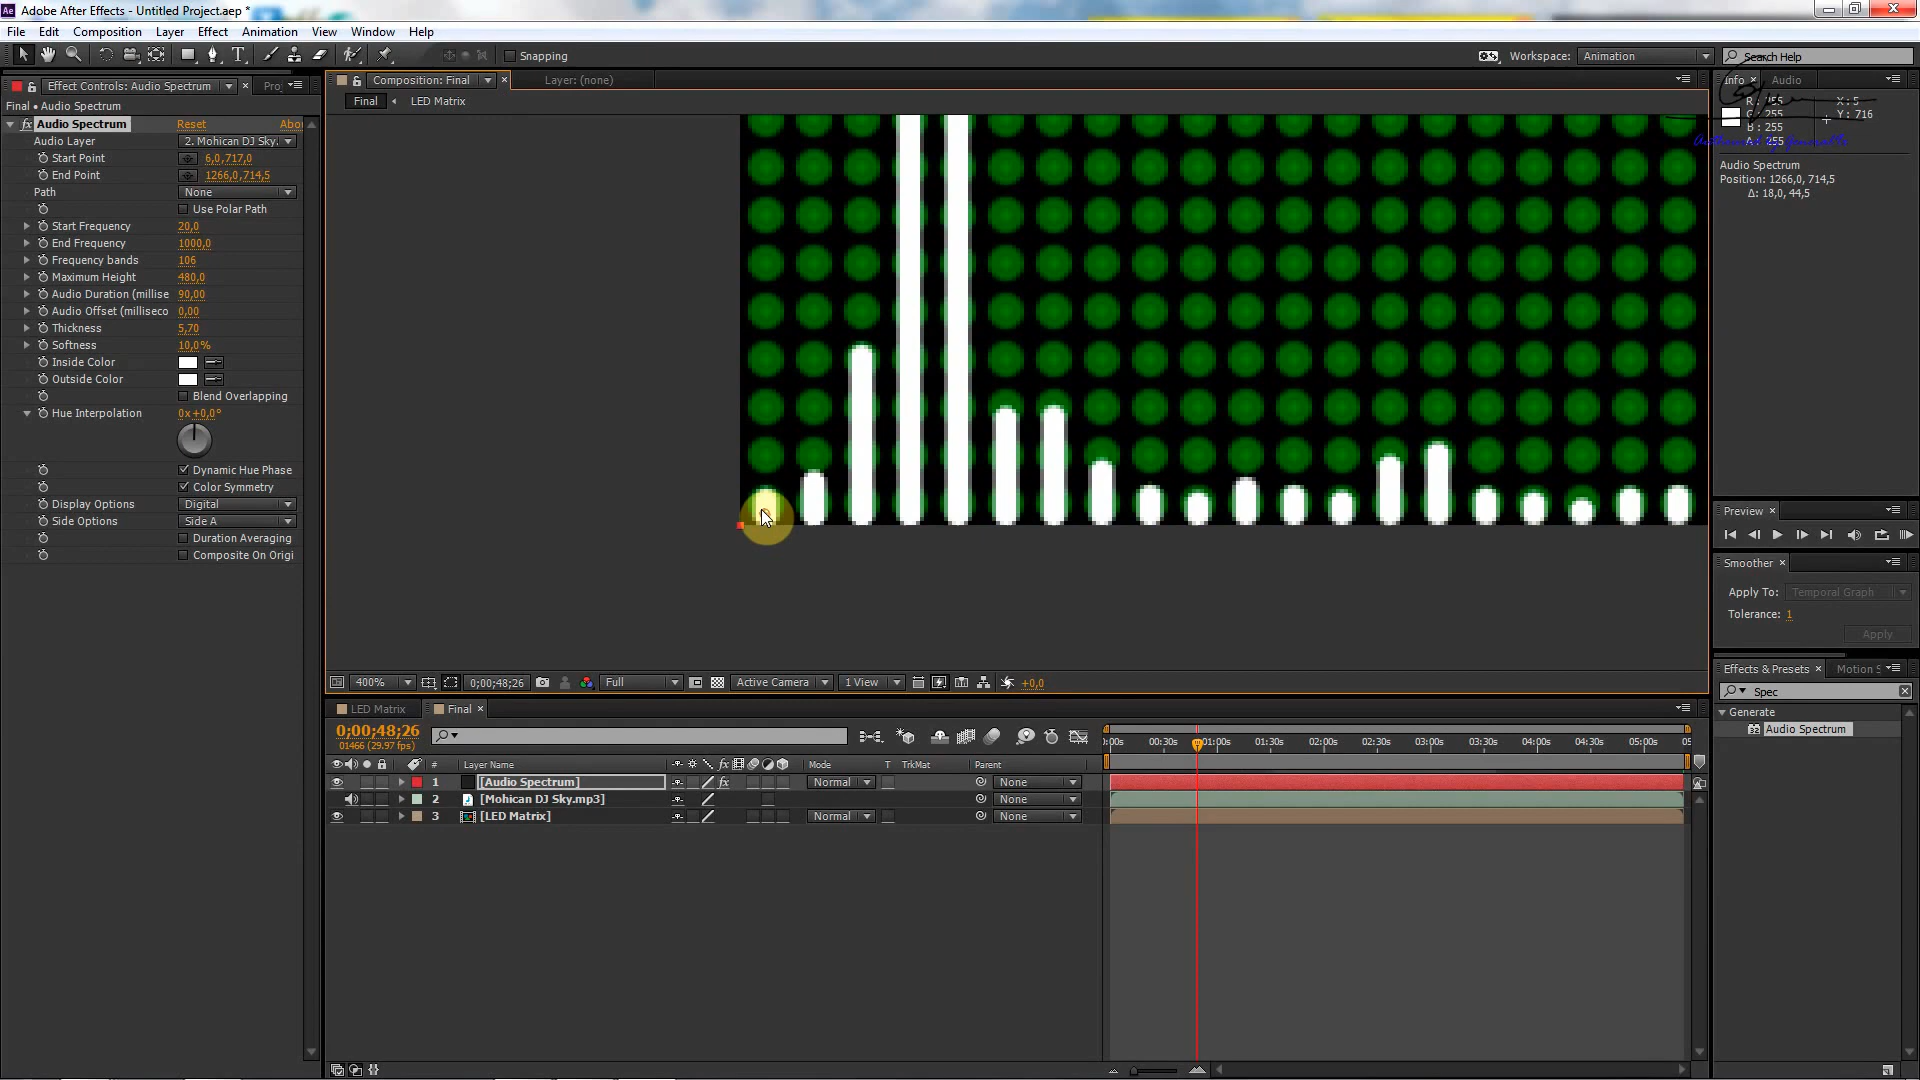 Adobe After Effects - Untitled Project.aep *
File Edit Composition Layer Effect Animation View Window Help
Snapping
Workspace: Animation
Search Help
Effect Controls: Audio Spectrum
Pro
Composition: Final
Layer: (none)
Info
Audio
Final • Audio Spectrum
Final
LED Matrix
R : 255
G : 255
B : 255
A : 255
X : 5
Y : 716
Audio Spectrum
Position: 1266,0, 714,5
Δ: 18,0, 44,5
fx Audio Spectrum Reset Abo
Audio Layer 2. Mohican DJ Sky.
Start Point 6,0,717,0
End Point 1266,0,714,5
Path None
Use Polar Path
Start Frequency 20,0
End Frequency 1000,0
Frequency bands 106
Maximum Height 480,0
Audio Duration (millise 90,00
Audio Offset (milliseco 0,00
Thickness 5,70
Softness 10,0%
Inside Color
Outside Color
Blend Overlapping
Hue Interpolation 0x+0,0°
Dynamic Hue Phase
Color Symmetry
Display Options Digital
Side Options Side A
Duration Averaging
Composite On Origi
Preview
Smoother
Apply To: Temporal Graph
Tolerance: 1
Apply
Effects & Presets
Motion S
Spec
Generate
32 Audio Spectrum
400% 0;00;48;26 Full Active Camera 1 View +0,0
LED Matrix Final
0;00;48;26
01466 (29.97 fps)
:00s 00:30s 01:00s 01:30s 02:00s 02:30s 03:00s 03:30s 04:00s 04:30s 05:00s 05
# Layer Name fx Mode T TrkMat Parent
1 [Audio Spectrum] fx Normal None
2 [Mohican DJ Sky.mp3] None
3 [LED Matrix] Normal None